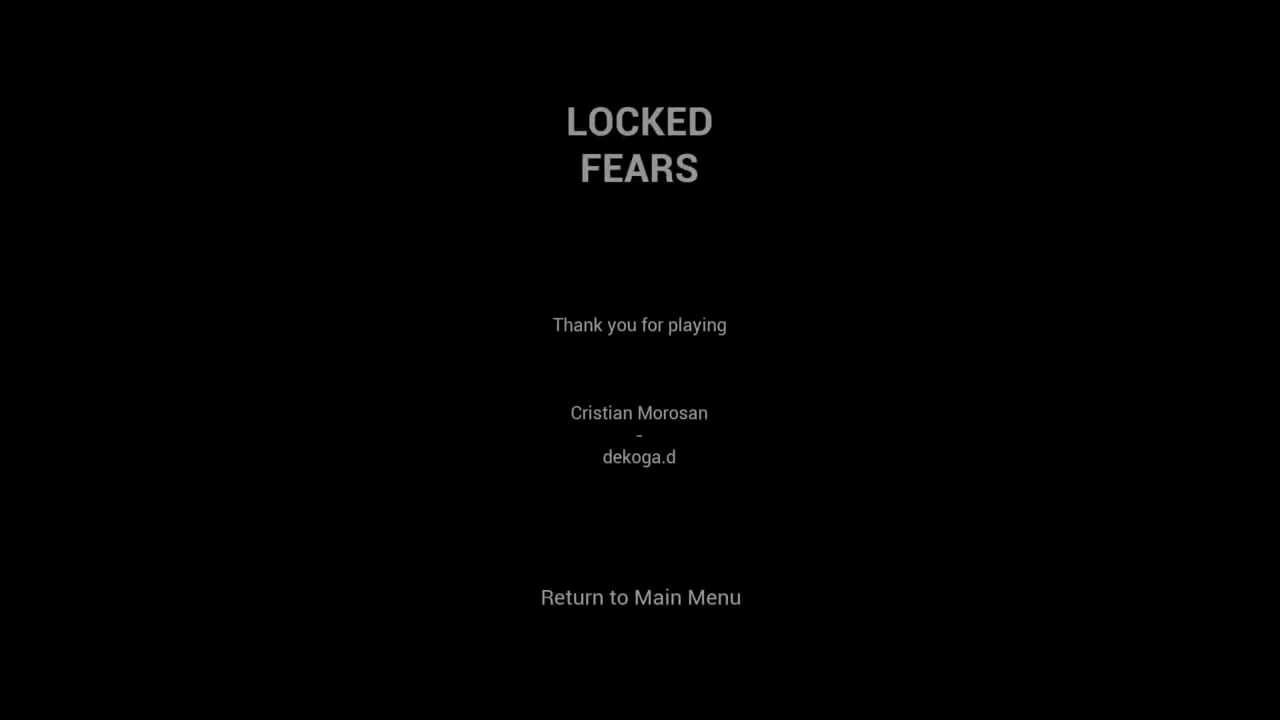 LOCKED
FEARS
Thank you for playing
Cristian Morosan
-
dekoga.d
Return to Main Menu